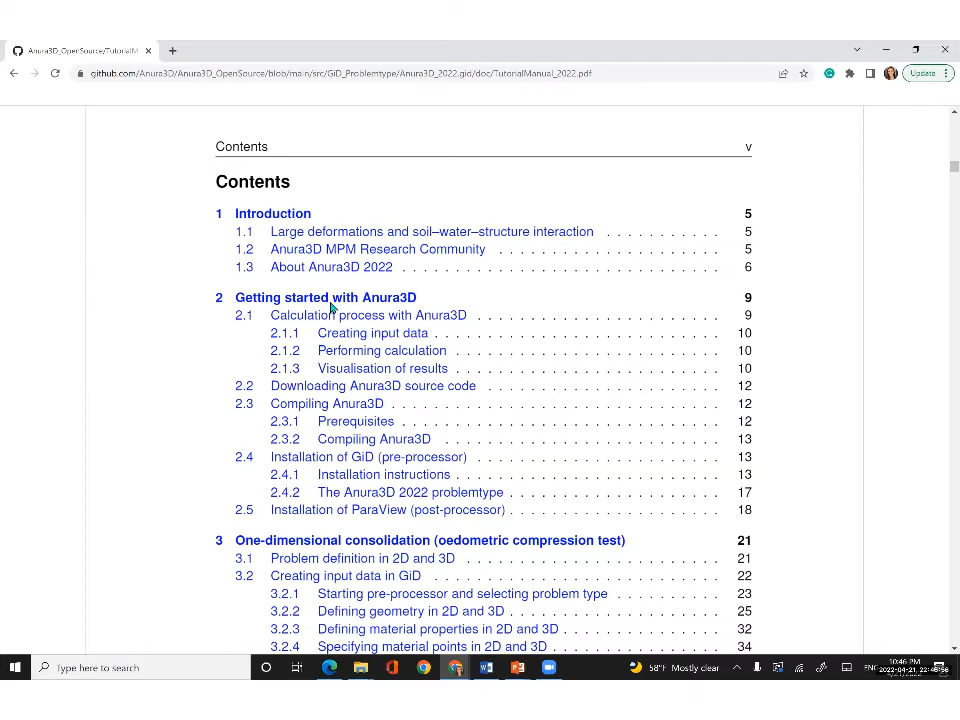 Anura3D_OpenSource/TutorialM
github.com/Anura3D/Anura3D_OpenSource/blob/main/src/GiD_Problemtype/Anura3D_2022.gid/doc/TutorialManual_2022.pdf
Update
Contents v
Contents
1 Introduction 5
1.1 Large deformations and soil–water–structure interaction . . . . . . . . . . . 5
1.2 Anura3D MPM Research Community . . . . . . . . . . . . . . . . . . . . . 5
1.3 About Anura3D 2022 . . . . . . . . . . . . . . . . . . . . . . . . . . . . . 6
2 Getting started with Anura3D 9
2.1 Calculation process with Anura3D . . . . . . . . . . . . . . . . . . . . . . 9
2.1.1 Creating input data . . . . . . . . . . . . . . . . . . . . . . . . . . 10
2.1.2 Performing calculation . . . . . . . . . . . . . . . . . . . . . . . . 10
2.1.3 Visualisation of results . . . . . . . . . . . . . . . . . . . . . . . . 10
2.2 Downloading Anura3D source code . . . . . . . . . . . . . . . . . . . . . . 12
2.3 Compiling Anura3D . . . . . . . . . . . . . . . . . . . . . . . . . . . . . . 12
2.3.1 Prerequisites . . . . . . . . . . . . . . . . . . . . . . . . . . . . . 12
2.3.2 Compiling Anura3D . . . . . . . . . . . . . . . . . . . . . . . . . 13
2.4 Installation of GiD (pre-processor) . . . . . . . . . . . . . . . . . . . . . . 13
2.4.1 Installation instructions . . . . . . . . . . . . . . . . . . . . . . . . 13
2.4.2 The Anura3D 2022 problemtype . . . . . . . . . . . . . . . . . . . 17
2.5 Installation of ParaView (post-processor) . . . . . . . . . . . . . . . . . . . 18
3 One-dimensional consolidation (oedometric compression test) 21
3.1 Problem definition in 2D and 3D . . . . . . . . . . . . . . . . . . . . . . . 21
3.2 Creating input data in GiD . . . . . . . . . . . . . . . . . . . . . . . . . . 22
3.2.1 Starting pre-processor and selecting problem type . . . . . . . . . . 23
3.2.2 Defining geometry in 2D and 3D . . . . . . . . . . . . . . . . . . . 25
3.2.3 Defining material properties in 2D and 3D . . . . . . . . . . . . . . . 32
3.2.4 Specifying material points in 2D and 3D . . . . . . . . . . . . . . . . 34
Type here to search
58°F Mostly clear
ENG
10:46 PM
2022-04-21, 22:46:56